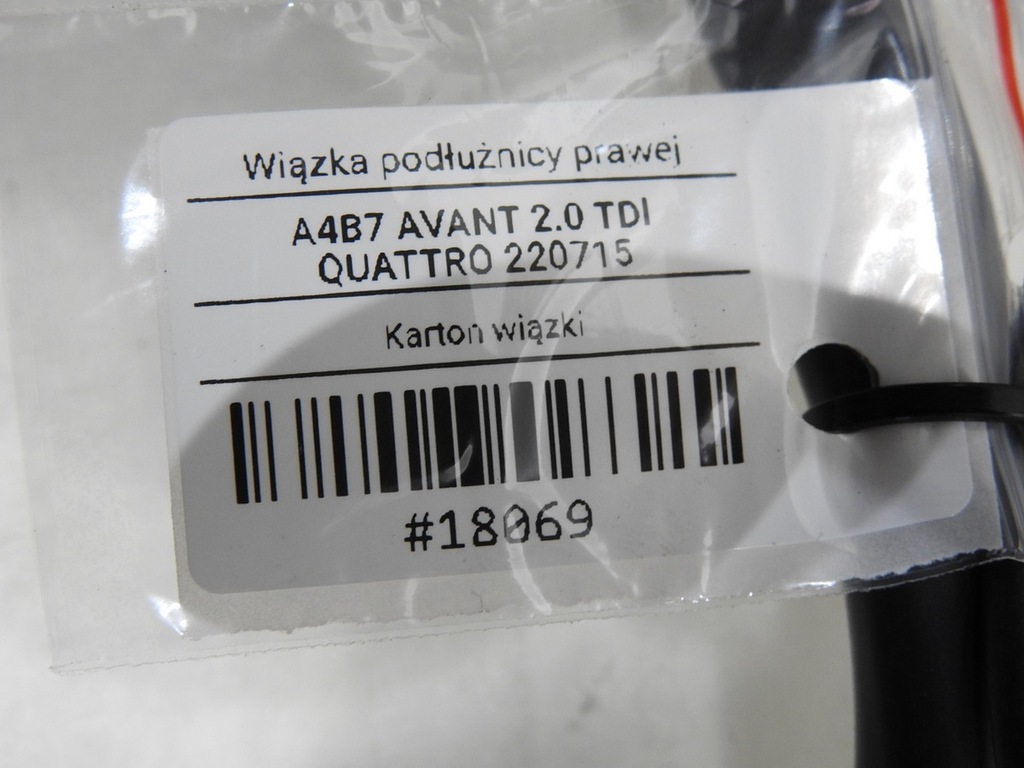 Wiązka podłużnicy prawej
A4B7 AVANT 2.0 TDI
QUATTRO 220715
Karton wiązki
#18069